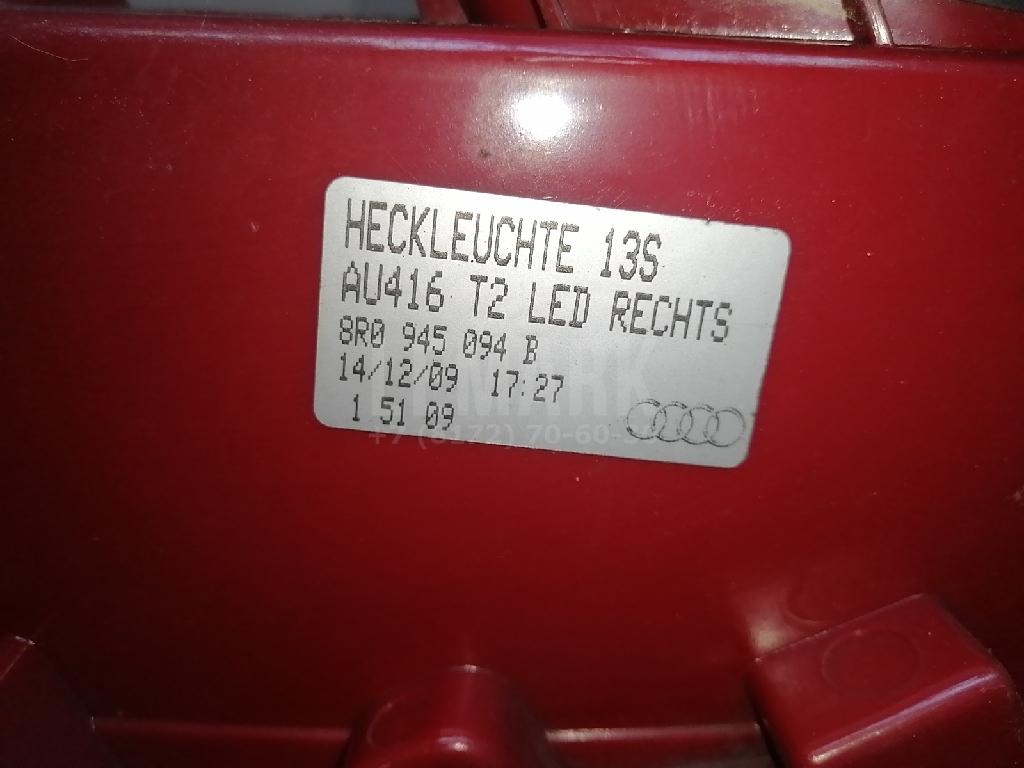 HECKLEUCHTE 13S
AU416 T2 LED RECHTS
8R0 945 094 B
14/12/09 17:27
1 51 09